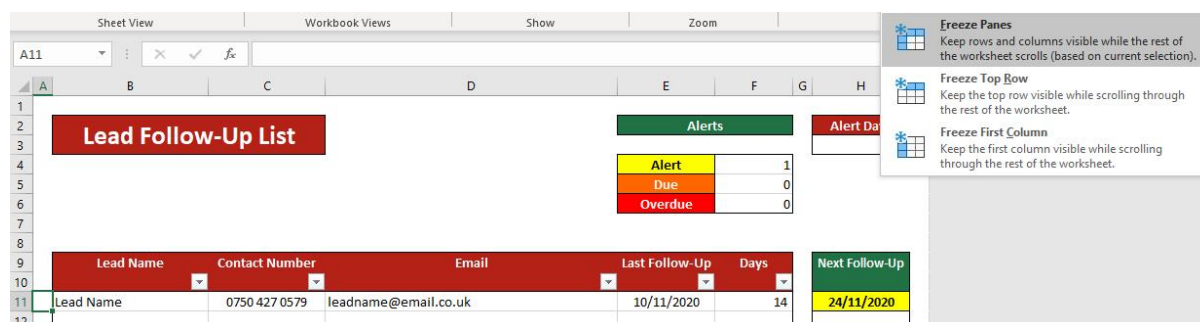 Sheet View Workbook Views Show Zoom
Freeze Panes
Keep rows and columns visible while the rest of
the worksheet scrolls (based on current selection).
Freeze Top Row
Keep the top row visible while scrolling through
the rest of the worksheet.
Freeze First Column
Keep the first column visible while scrolling
through the rest of the worksheet.
A11 fx
A B C D E F G H
1
2 Lead Follow-Up List Alerts Alert Da
3
4 Alert 1
5 Due 0
6 Overdue 0
7
8
9 Lead Name Contact Number Email Last Follow-Up Days Next Follow-Up
10
11 Lead Name 0750 427 0579 leadname@email.co.uk 10/11/2020 14 24/11/2020
12